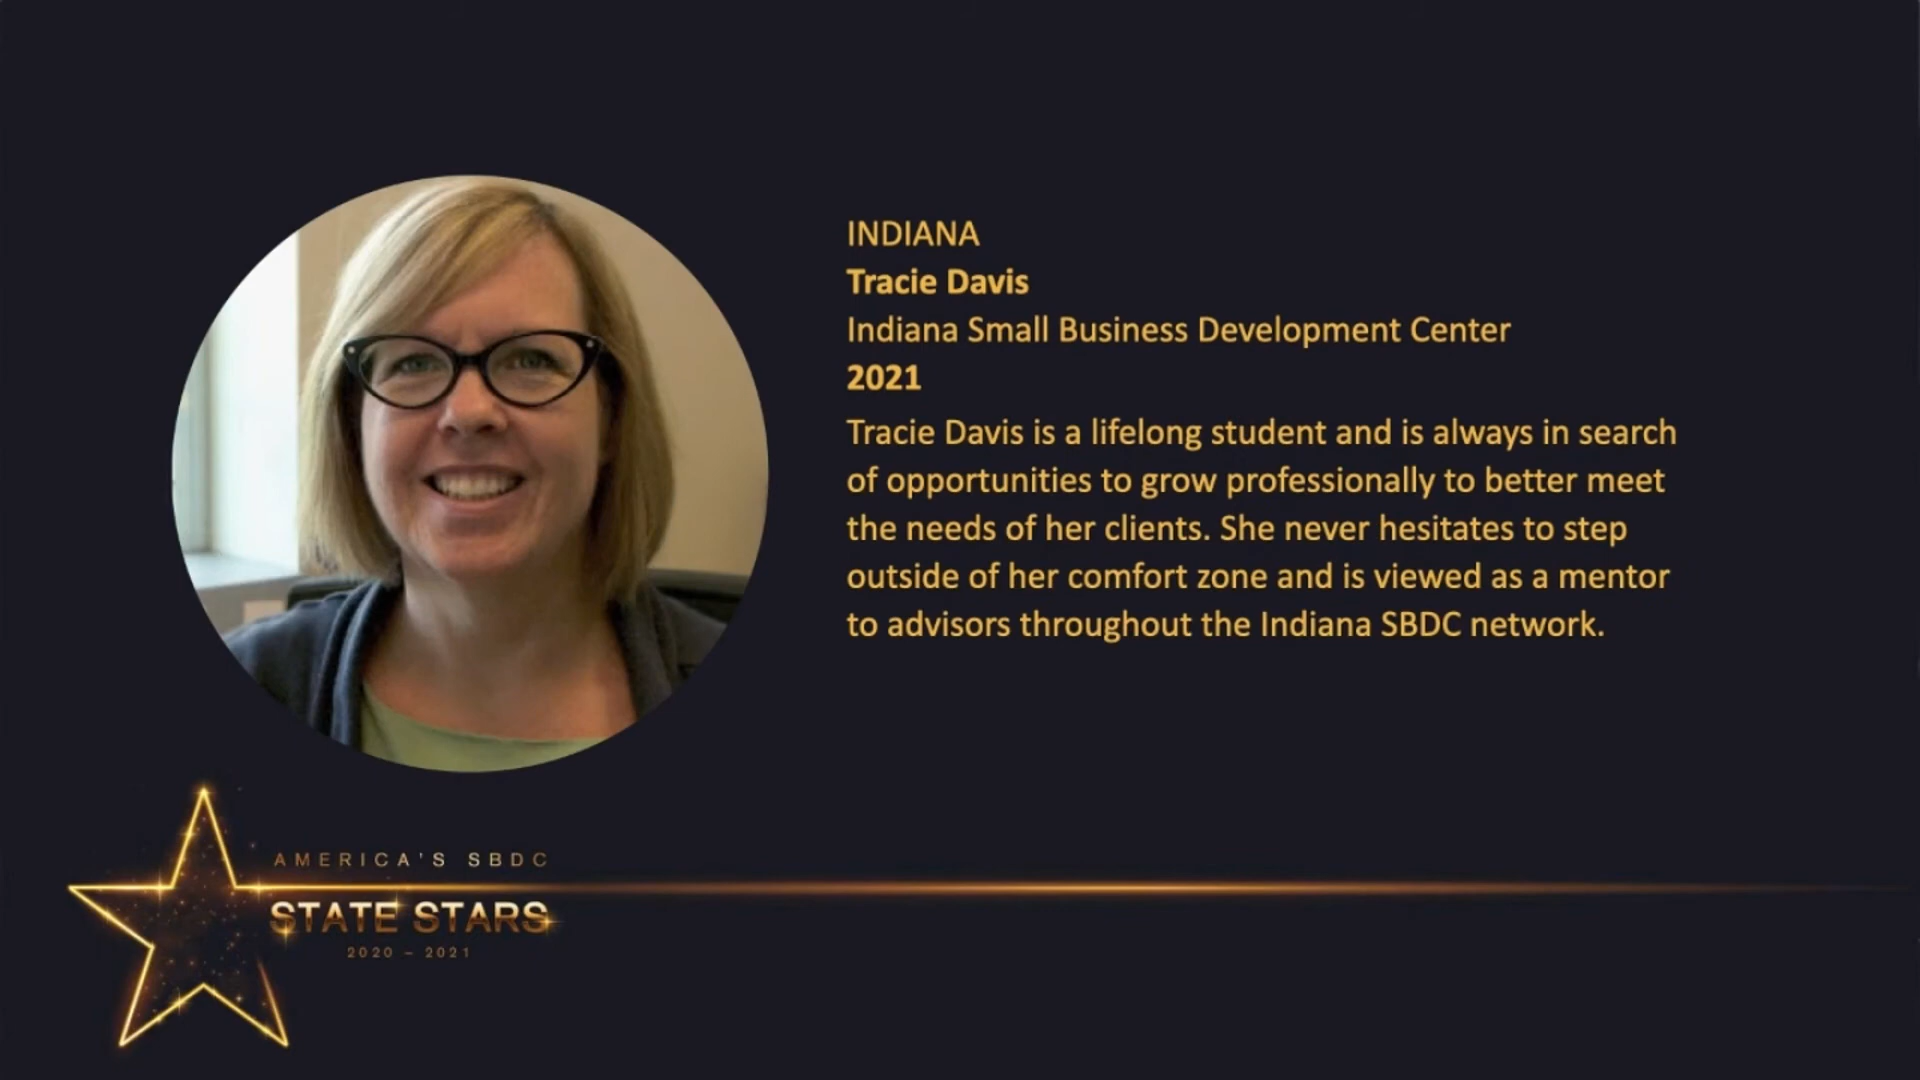 INDIANA
Tracie Davis
Indiana Small Business Development Center
2021
Tracie Davis is a lifelong student and is always in search
of opportunities to grow professionally to better meet
the needs of her clients. She never hesitates to step
outside of her comfort zone and is viewed as a mentor
to advisors throughout the Indiana SBDC network.
AMERICA'S SBDC
STATE STARS
2020 – 2021